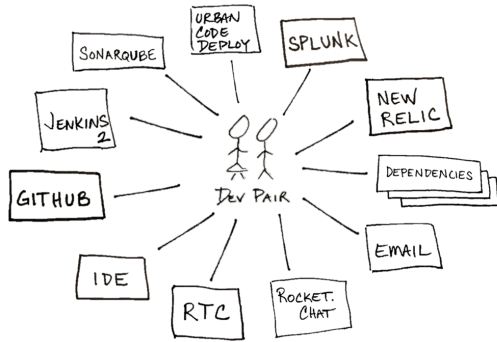 URBAN
CODE
DEPLOY
SPLUNK
SONARQUBE
NEW
RELIC
JENKINS
2
DEPENDENCIES
GITHUB
DEV PAIR
EMAIL
IDE
RTC
ROCKET.
CHAT